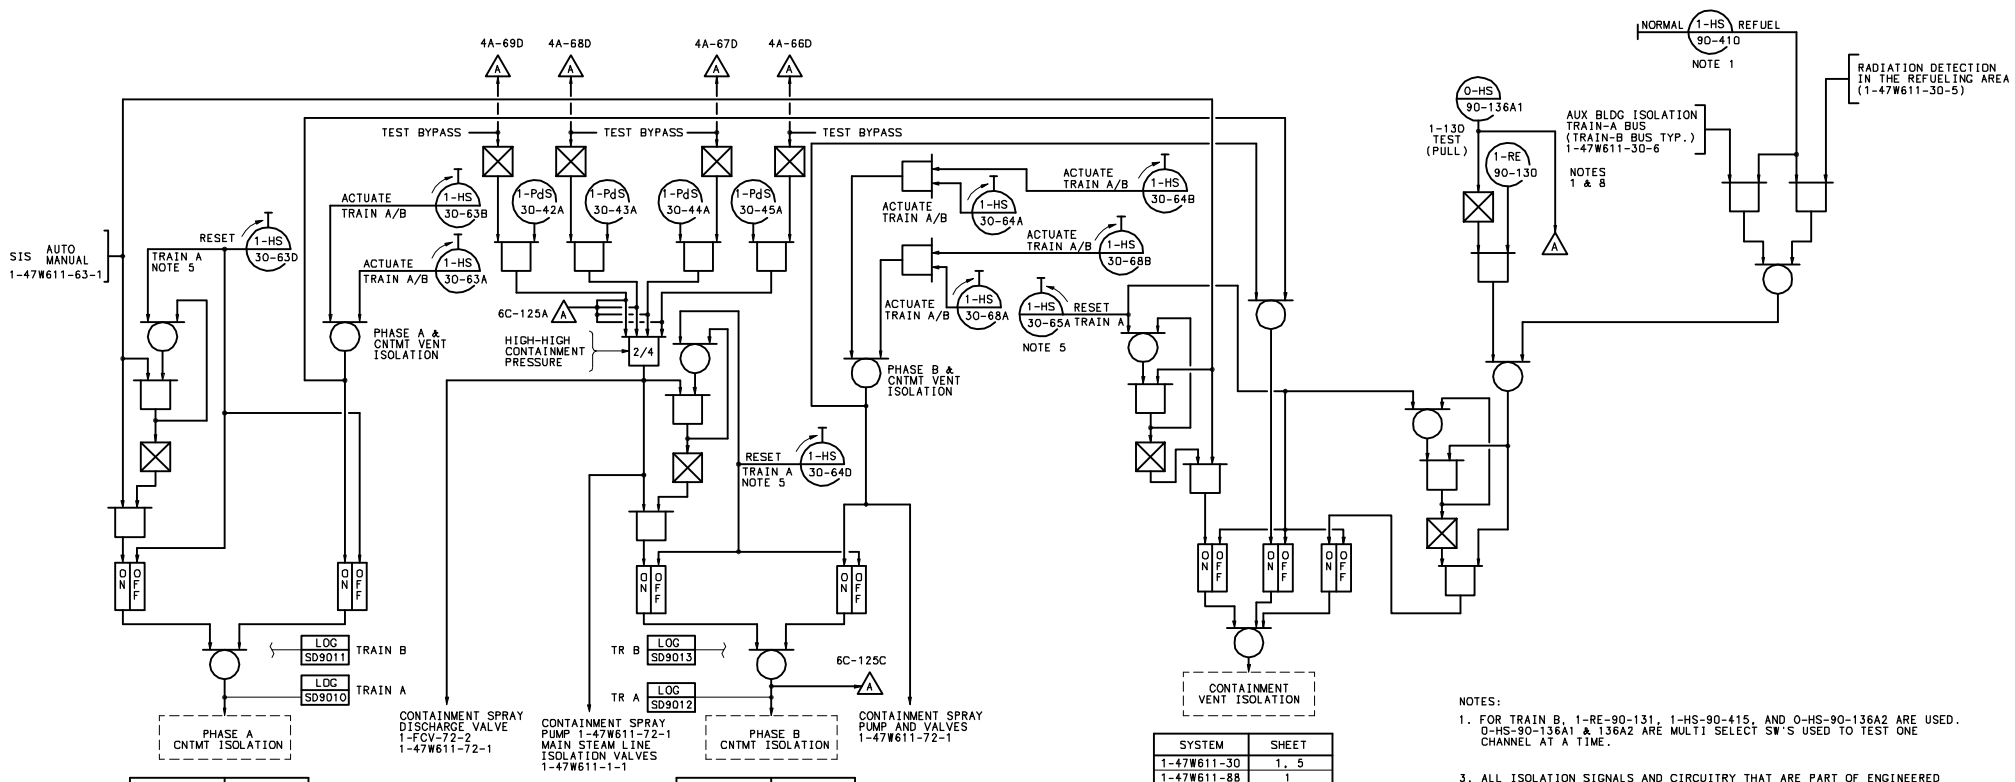 4A-69D
4A-68D
4A-67D
4A-66D
A
A
A
A
NORMAL
1-HS
90-410
REFUEL
NOTE 1
RADIATION DETECTION
IN THE REFUELING AREA
(1-47W611-30-5)
0-HS
90-136A1
1-130
TEST
(PULL)
1-RE
90-130
AUX BLDG ISOLATION
TRAIN-A BUS
(TRAIN-B BUS TYP.)
1-47W611-30-6
NOTES
1 & 8
A
TEST BYPASS
TEST BYPASS
TEST BYPASS
SIS AUTO
MANUAL
1-47W611-63-1
RESET
TRAIN A
NOTE 5
1-HS
30-63D
ACTUATE
TRAIN A/B
1-HS
30-63B
ACTUATE
TRAIN A/B
1-HS
30-63A
1-PdS
30-42A
1-PdS
30-43A
1-PdS
30-44A
1-PdS
30-45A
ACTUATE
TRAIN A/B
1-HS
30-64B
ACTUATE
TRAIN A/B
1-HS
30-64A
ACTUATE
TRAIN A/B
1-HS
30-68B
ACTUATE
TRAIN A/B
1-HS
30-68A
1-HS
30-65A
RESET
TRAIN A
NOTE 5
PHASE A &
CNTMT VENT
ISOLATION
6C-125A
A
HIGH-HIGH
CONTAINMENT
PRESSURE
2/4
PHASE B &
CNTMT VENT
ISOLATION
RESET
TRAIN A
NOTE 5
1-HS
30-64D
ON
OFF
ON
OFF
ON
OFF
ON
OFF
ON
OFF
ON
OFF
ON
OFF
LOG
SD9011
TRAIN B
LOG
SD9010
TRAIN A
TR B
LOG
SD9013
TR A
LOG
SD9012
6C-125C
A
PHASE A
CNTMT ISOLATION
CONTAINMENT SPRAY
DISCHARGE VALVE
1-FCV-72-2
1-47W611-72-1
CONTAINMENT SPRAY
PUMP 1-47W611-72-1
MAIN STEAM LINE
ISOLATION VALVES
1-47W611-1-1
PHASE B
CNTMT ISOLATION
CONTAINMENT SPRAY
PUMP AND VALVES
1-47W611-72-1
CONTAINMENT
VENT ISOLATION
SYSTEM SHEET
1-47W611-30 1, 5
1-47W611-88 1
NOTES:
1. FOR TRAIN B, 1-RE-90-131, 1-HS-90-415, AND 0-HS-90-136A2 ARE USED.
0-HS-90-136A1 & 136A2 ARE MULTI SELECT SW'S USED TO TEST ONE
CHANNEL AT A TIME.
3. ALL ISOLATION SIGNALS AND CIRCUITRY THAT ARE PART OF ENGINEERED